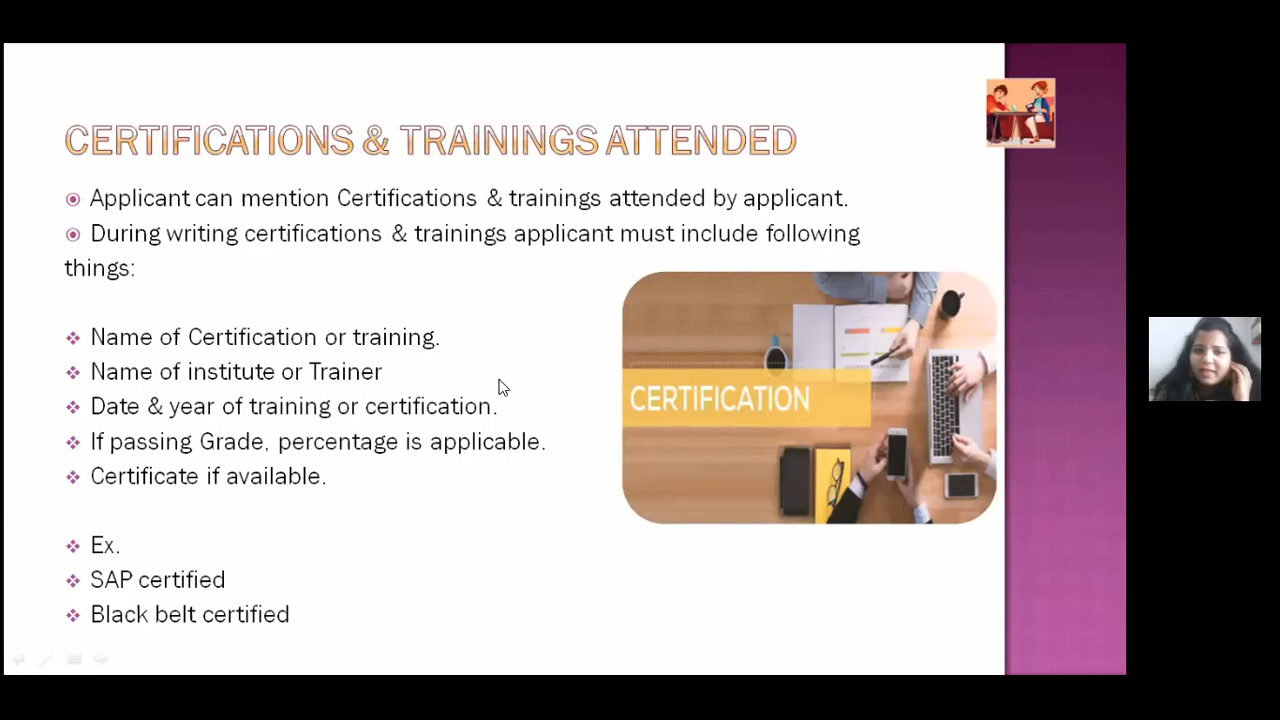 CERTIFICATIONS & TRAININGS ATTENDED
Applicant can mention Certifications & trainings attended by applicant.
During writing certifications & trainings applicant must include following
things:
Name of Certification or training.
Name of institute or Trainer
Date & year of training or certification.
If passing Grade, percentage is applicable.
Certificate if available.
CERTIFICATION
Ex.
SAP certified
Black belt certified